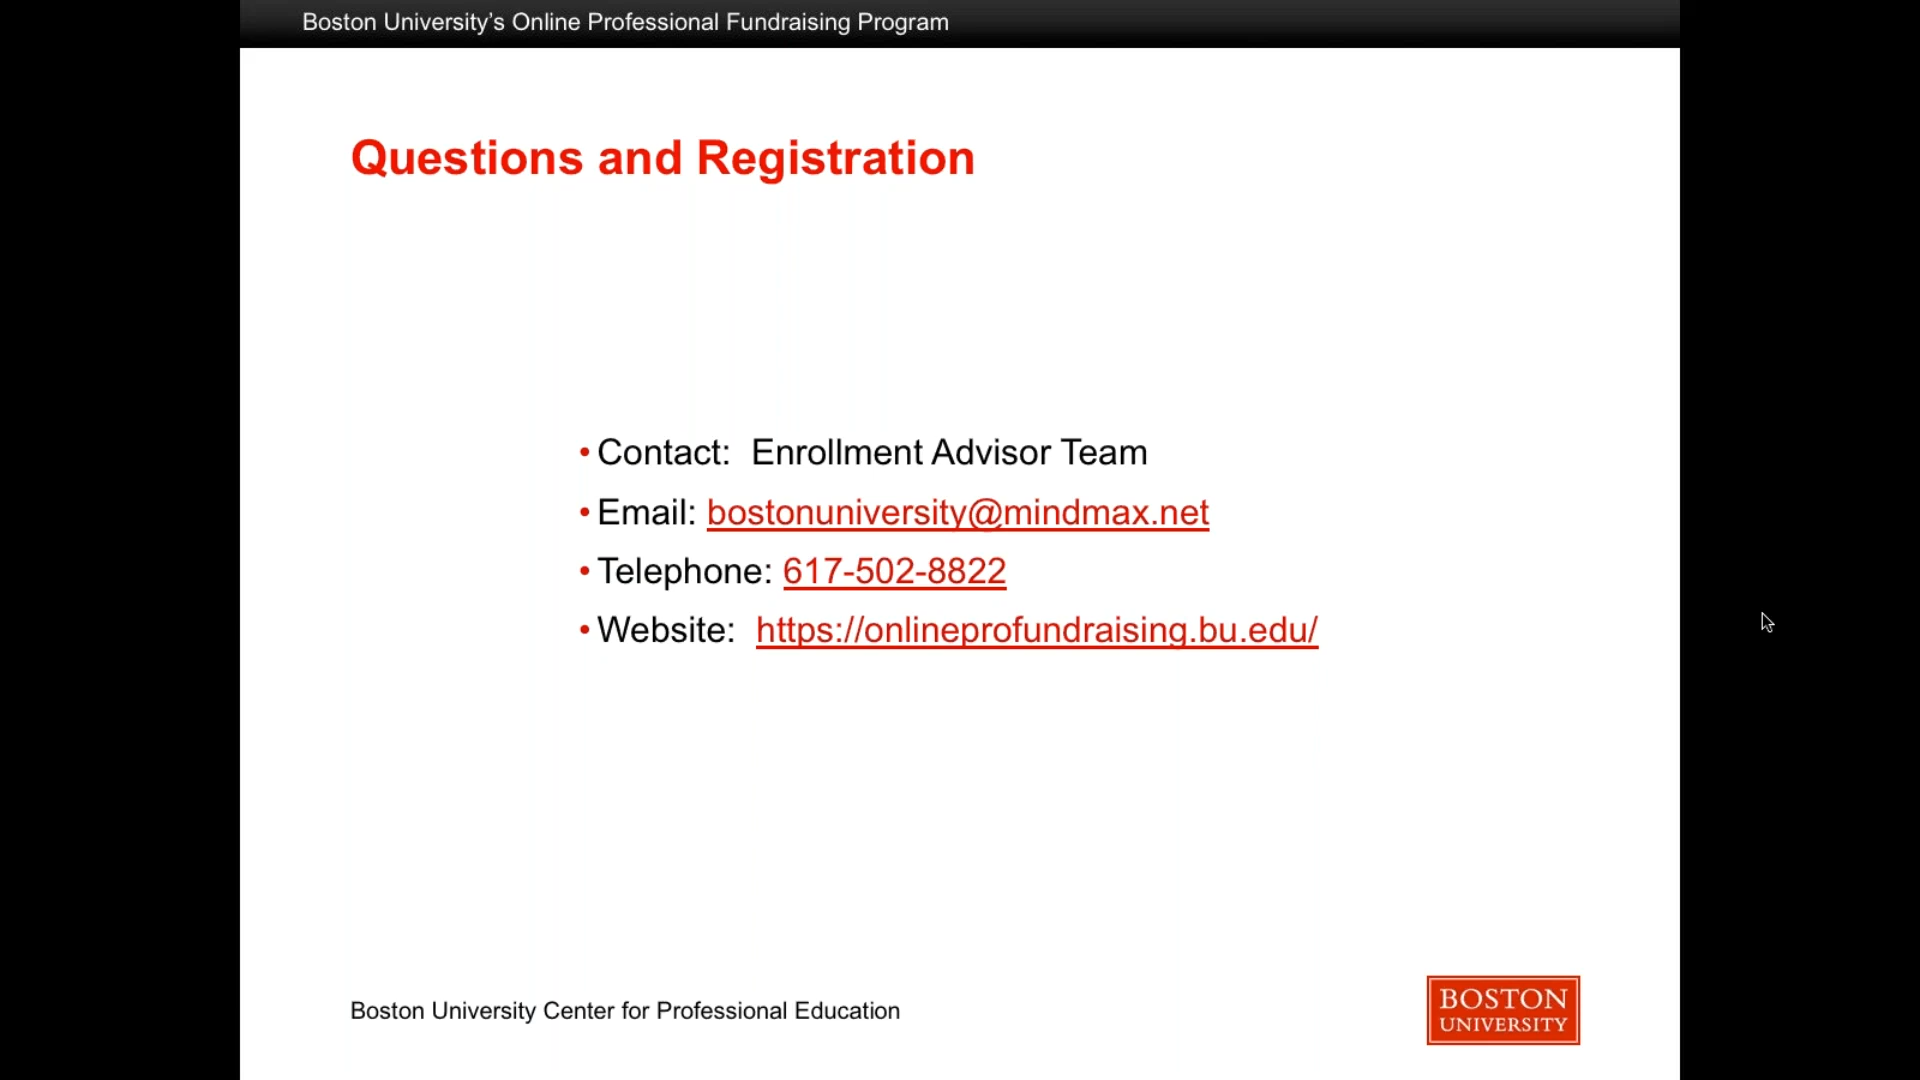 Boston University’s Online Professional Fundraising Program
Questions and Registration
• Contact:  Enrollment Advisor Team
• Email: bostonuniversity@mindmax.net
• Telephone: 617-502-8822
• Website:  https://onlineprofundraising.bu.edu/
Boston University Center for Professional Education
BOSTON
UNIVERSITY